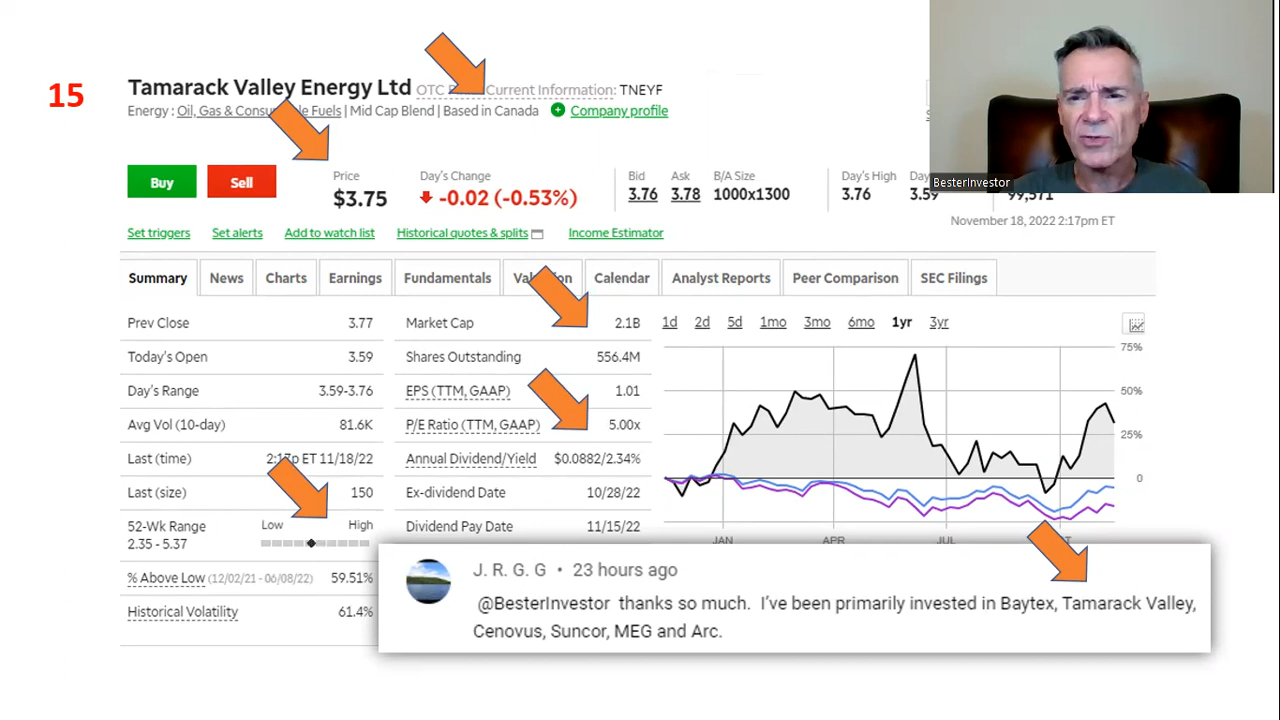 15
Tamarack Valley Energy Ltd OTC Current Information: TNEYF
Energy : Oil, Gas & Fuels | Mid Cap Blend | Based in Canada Company profile
Buy Sell
Price
$3.75
Day's Change
-0.02 (-0.53%)
Bid
3.76
Ask
3.78
B/A Size
1000x1300
Day's High
3.76
3.59
99,571
BesterInvestor
November 18, 2022 2:17pm ET
Set triggers Set alerts Add to watch list Historical quotes & splits Income Estimator
Summary News Charts Earnings Fundamentals Calendar Analyst Reports Peer Comparison SEC Filings
Prev Close 3.77
Today's Open 3.59
Day's Range 3.59-3.76
Avg Vol (10-day) 81.6K
Last (time) ET 11/18/22
Last (size) 150
52-Wk Range Low High
2.35 - 5.37
% Above Low (12/02/21 - 06/08/22) 59.51%
Historical Volatility 61.4%
Market Cap 2.1B
Shares Outstanding 556.4M
EPS (TTM, GAAP) 1.01
P/E Ratio (TTM, GAAP) 5.00x
Annual Dividend/Yield $0.0882/2.34%
Ex-dividend Date 10/28/22
Dividend Pay Date 11/15/22
1d 2d 5d 1mo 3mo 6mo 1yr 3yr
75%
50%
25%
0
JAN APR JUL
J. R. G. G • 23 hours ago
@BesterInvestor thanks so much. I've been primarily invested in Baytex, Tamarack Valley,
Cenovus, Suncor, MEG and Arc.